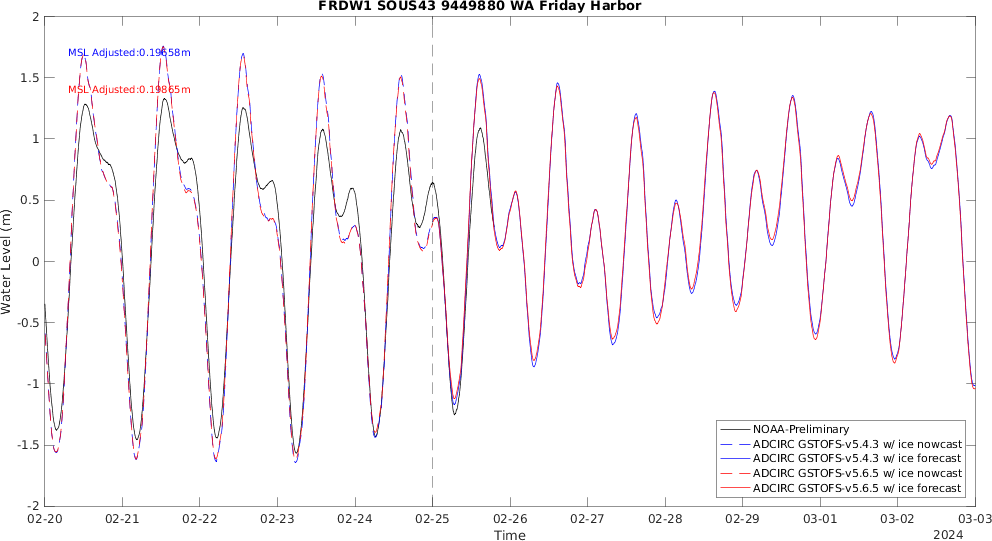 FRDW1 SOUS43 9449880 WA Friday Harbor
2
MSL Adjusted:0.19658m
1.5
MSL Adjusted:0.19865m
1
0.5
0
-0.5
-1
-1.5
-2
Water Level (m)
NOAA-Preliminary
ADCIRC GSTOFS-v5.4.3 w/ ice nowcast
ADCIRC GSTOFS-v5.4.3 w/ ice forecast
ADCIRC GSTOFS-v5.6.5 w/ ice nowcast
ADCIRC GSTOFS-v5.6.5 w/ ice forecast
02-20 02-21 02-22 02-23 02-24 02-25 02-26 02-27 02-28 02-29 03-01 03-02 03-03
Time
2024